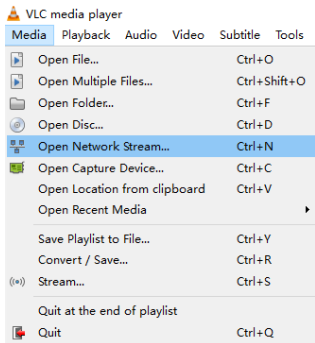 VLC media player
Media Playback Audio Video Subtitle Tools
Open File... Ctrl+O
Open Multiple Files... Ctrl+Shift+O
Open Folder... Ctrl+F
Open Disc... Ctrl+D
Open Network Stream... Ctrl+N
Open Capture Device... Ctrl+C
Open Location from clipboard Ctrl+V
Open Recent Media
Save Playlist to File... Ctrl+Y
Convert / Save... Ctrl+R
Stream... Ctrl+S
Quit at the end of playlist
Quit Ctrl+Q